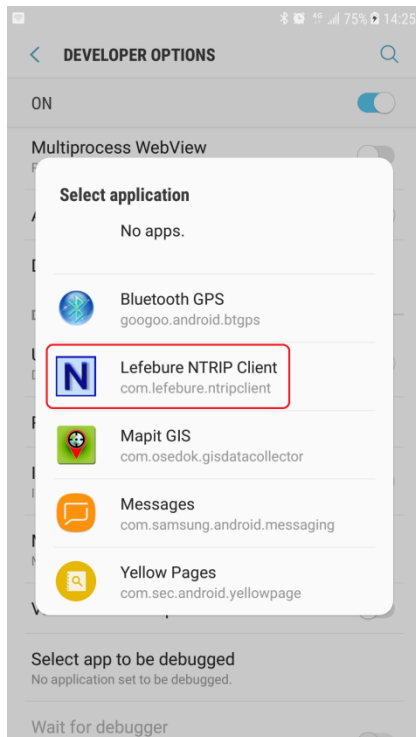 4G 75% 14:25
DEVELOPER OPTIONS
ON
Multiprocess WebView
Select application
No apps.
Bluetooth GPS
googoo.android.btgps
N
Lefebure NTRIP Client
com.lefebure.ntripclient
Mapit GIS
com.osedok.gisdatacollector
Messages
com.samsung.android.messaging
Yellow Pages
com.sec.android.yellowpage
Select app to be debugged
No application set to be debugged.
Wait for debugger